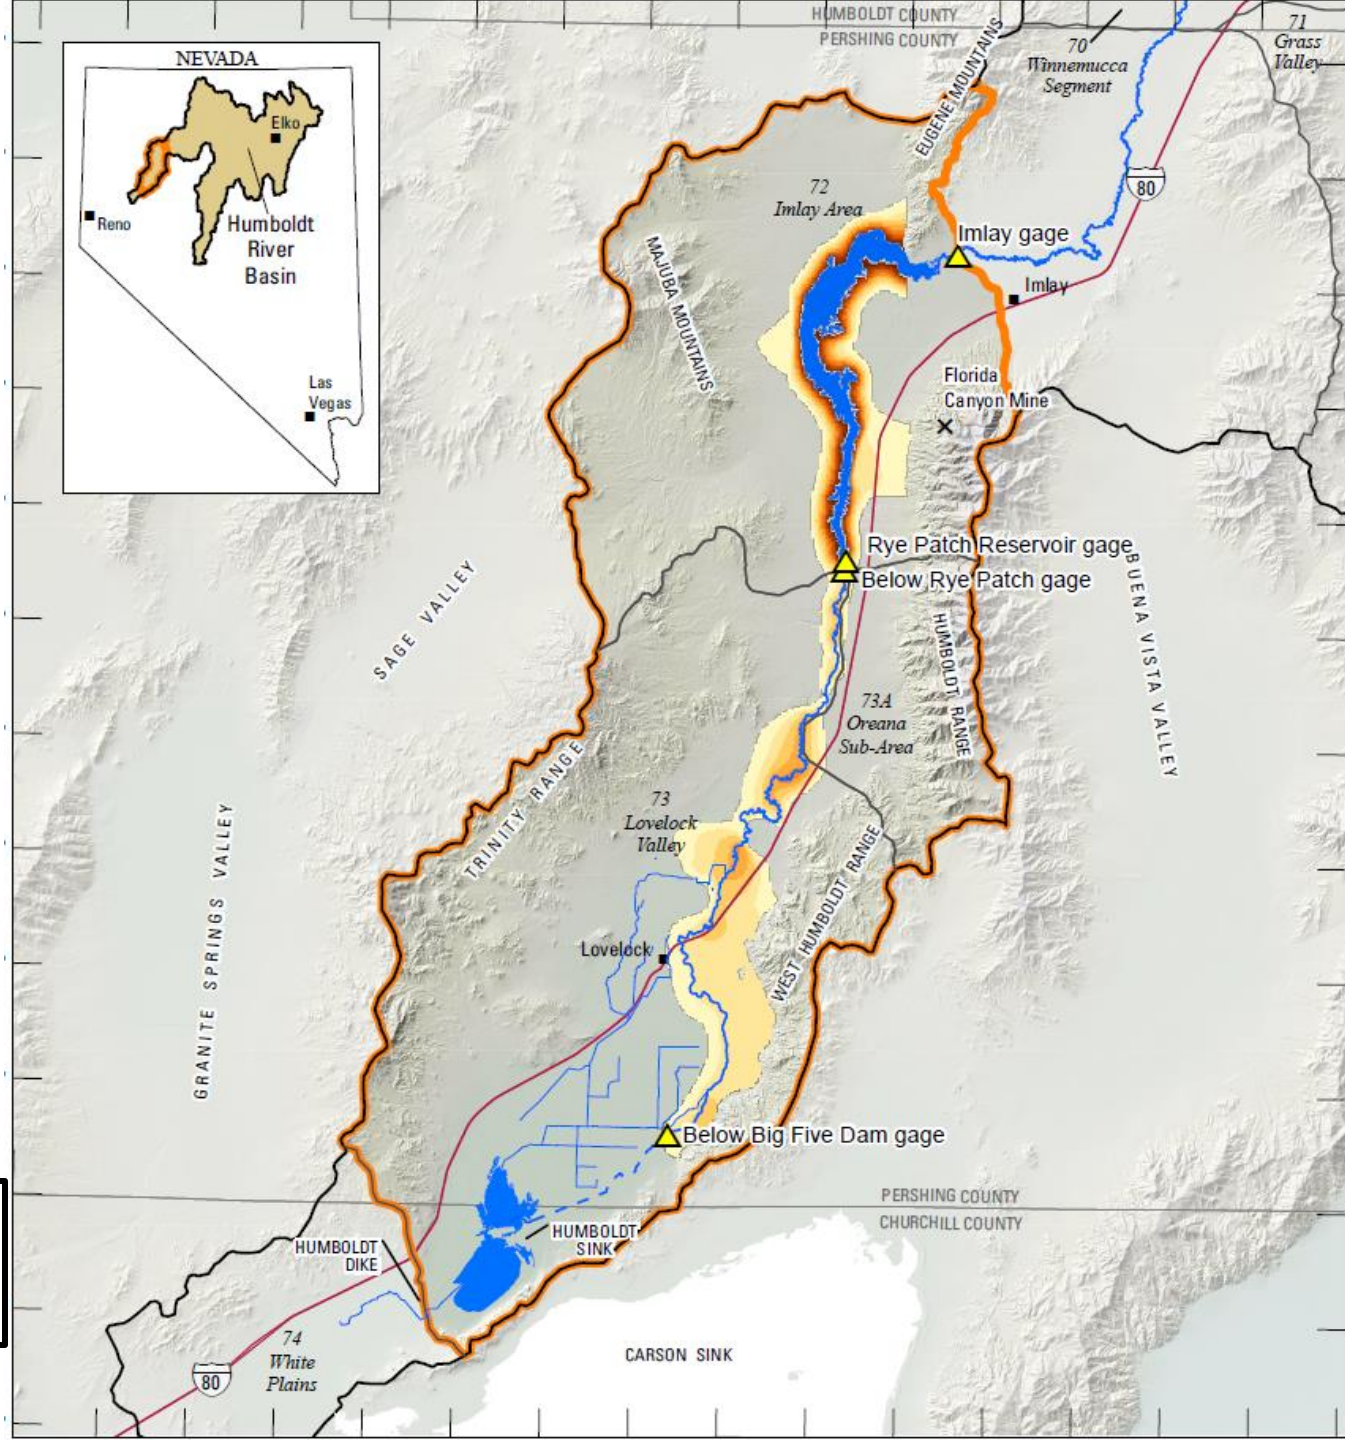 HUMBOLDT COUNTY
PERSHING COUNTY
71
Grass
Valley
70
Winnemucca
Segment
EUGENE MOUNTAINS
NEVADA
Elko
Reno
Humboldt
River
Basin
Las
Vegas
80
72
Imlay Area
Imlay gage
Imlay
MAJUBA MOUNTAINS
Florida
Canyon Mine
Rye Patch Reservoir gage
Below Rye Patch gage
BUENA VISTA VALLEY
SAGE VALLEY
HUMBOLDT RANGE
73A
Oreana
Sub-Area
TRINITY RANGE
73
Lovelock
Valley
GRANITE SPRINGS VALLEY
WEST HUMBOLDT RANGE
Lovelock
Below Big Five Dam gage
PERSHING COUNTY
CHURCHILL COUNTY
HUMBOLDT
DIKE
HUMBOLDT
SINK
74
White
Plains
80
CARSON SINK